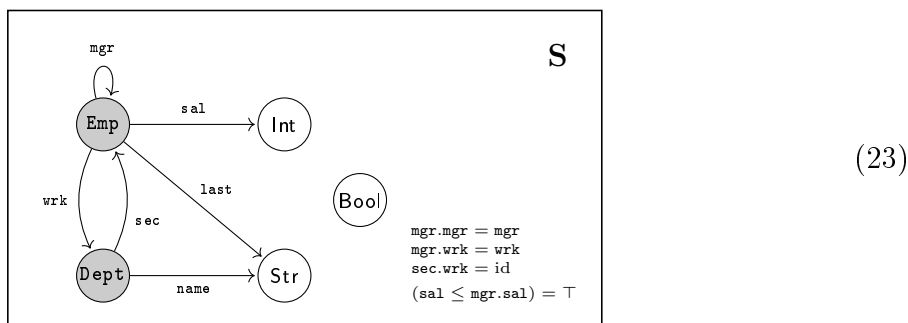 S
mgr
Emp
sal
Int
(23)
last
Bool
wrk
sec
mgr.mgr = mgr
mgr.wrk = wrk
sec.wrk = id
(sal ≤ mgr.sal) = ⊤
Dept
name
Str